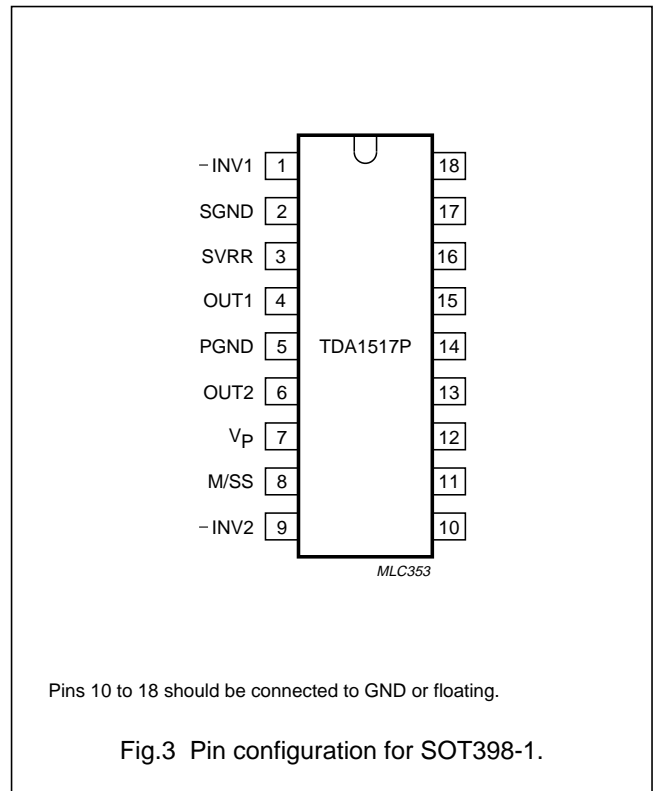 −INV1 1 18
SGND 2 17
SVRR 3 16
OUT1 4 15
PGND 5 TDA1517P 14
OUT2 6 13
VP 7 12
M/SS 8 11
−INV2 9 10
MLC353
Pins 10 to 18 should be connected to GND or floating.
Fig.3 Pin configuration for SOT398-1.